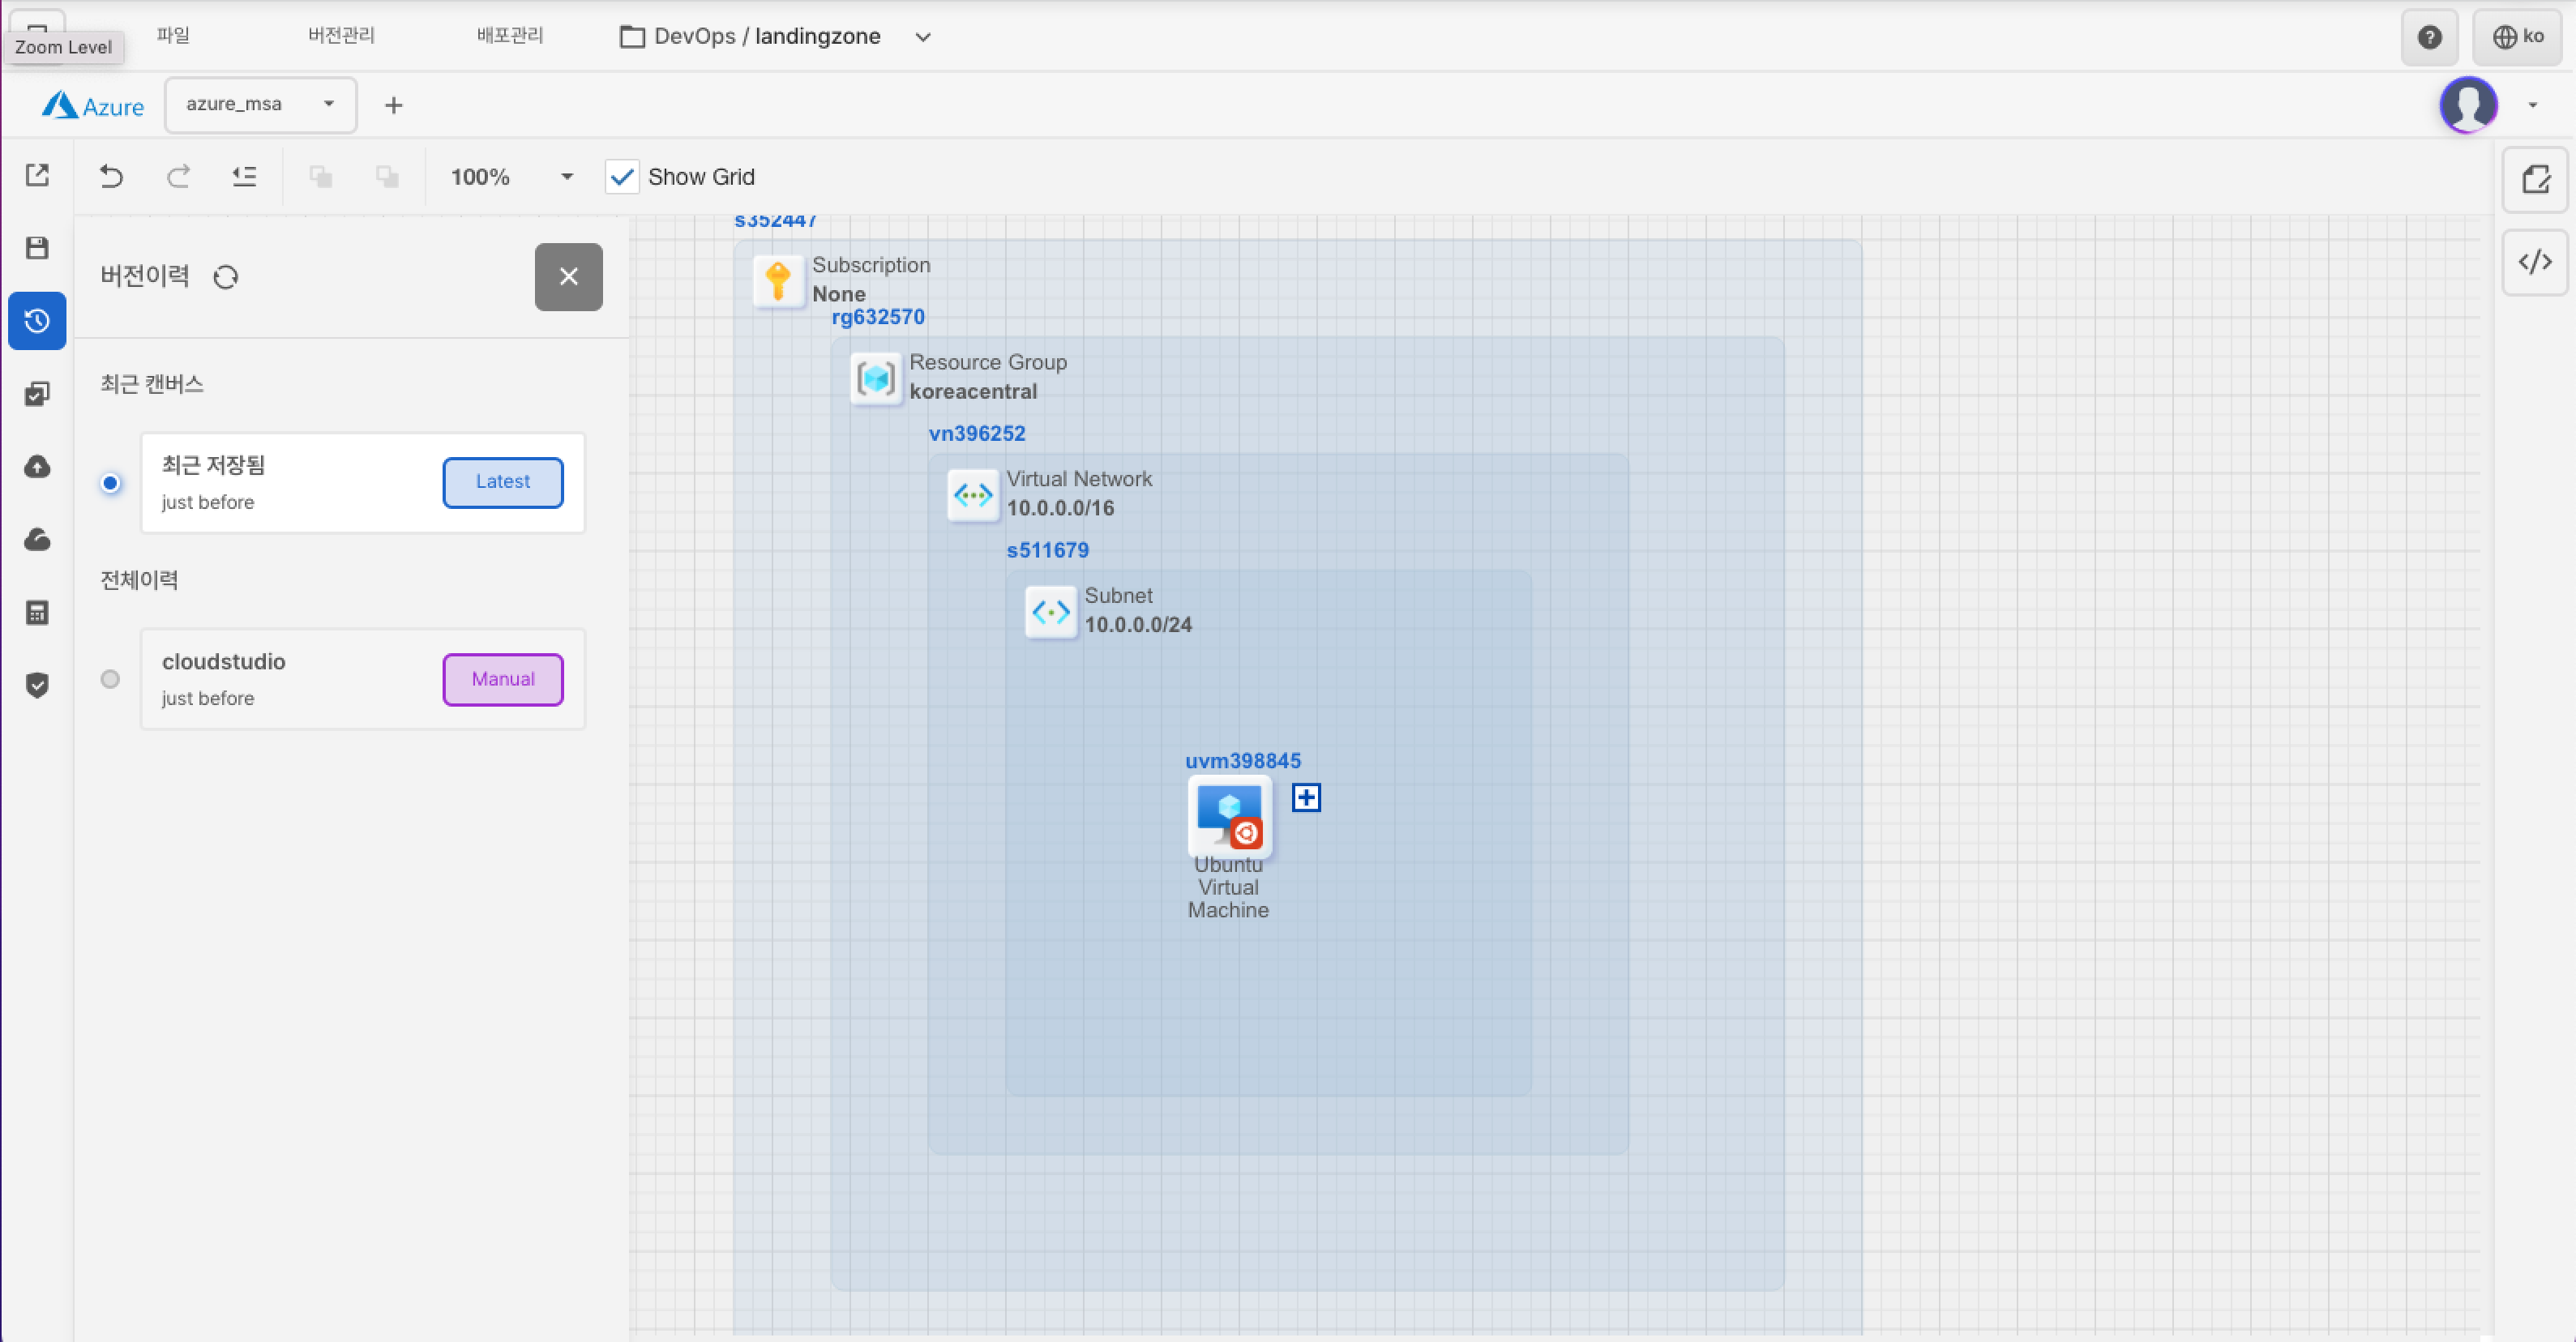 Zoom Level
파일
버전관리
배포관리
DevOps / landingzone
?
ko
Azure
azure_msa
100%
Show Grid
버전이력
최근 캔버스
최근 저장됨
just before
Latest
전체이력
cloudstudio
just before
Manual
s352447
Subscription
None
rg632570
Resource Group
koreacentral
vn396252
Virtual Network
10.0.0.0/16
s511679
Subnet
10.0.0.0/24
uvm398845
Ubuntu
Virtual
Machine